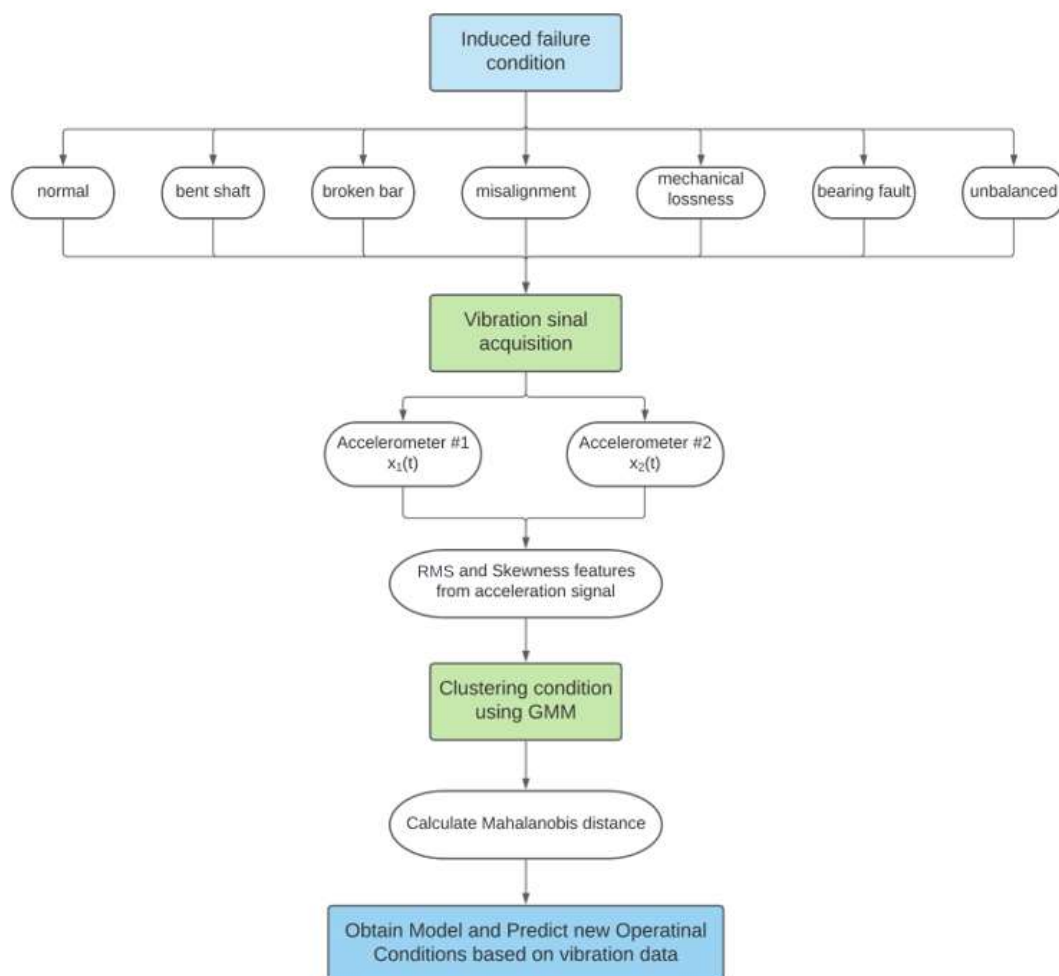 Induced failure
condition
normal
bent shaft
broken bar
misalignment
mechanical
lossness
bearing fault
unbalanced
Vibration sinal
acquisition
Accelerometer #1
x₁(t)
Accelerometer #2
x₂(t)
RMS and Skewness features
from acceleration signal
Clustering condition
using GMM
Calculate Mahalanobis distance
Obtain Model and Predict new Operatinal
Conditions based on vibration data